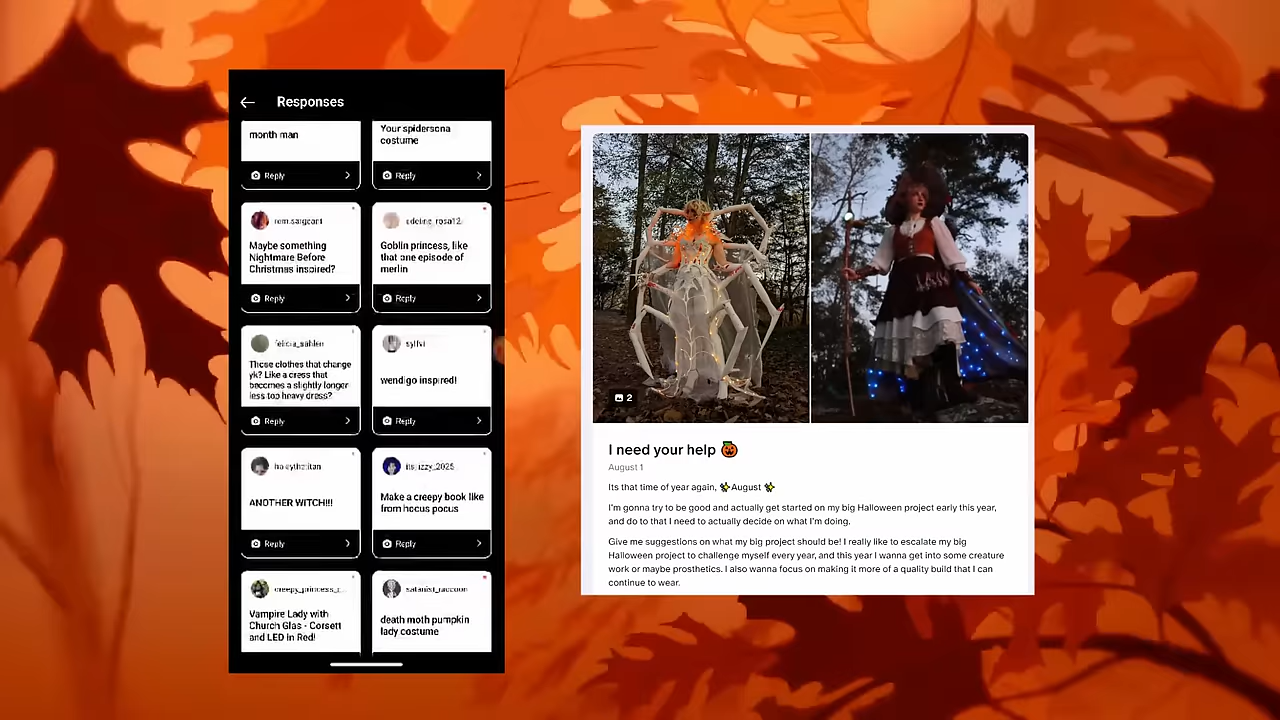 Responses
month man
Your spidersona
costume
Reply
Reply
Maybe something
Nightmare Before
Christmas inspired?
Goblin princess, like
that one episode of
merlin
Reply
Reply
Those clothes that change
yk? Like a dress that
becomes a slightly longer
less top heavy dress?
wendigo inspired!
Reply
Reply
ANOTHER WITCH!!!
its_izzy_2025
Make a creepy book like
from hocus pocus
Reply
Reply
creepy_princess_r...
Vampire Lady with
Church Glas - Corsett
and LED in Red!
satanist_raccoon
death moth pumpkin
lady costume
2
I need your help 🎃
August 1
Its that time of year again, ✨August ✨
I'm gonna try to be good and actually get started on my big Halloween project early this year,
and do to that I need to actually decide on what I'm doing.
Give me suggestions on what my big project should be! I really like to escalate my big
Halloween project to challenge myself every year, and this year I wanna get into some creature
work or maybe prosthetics. I also wanna focus on making it more of a quality build that I can
continue to wear.